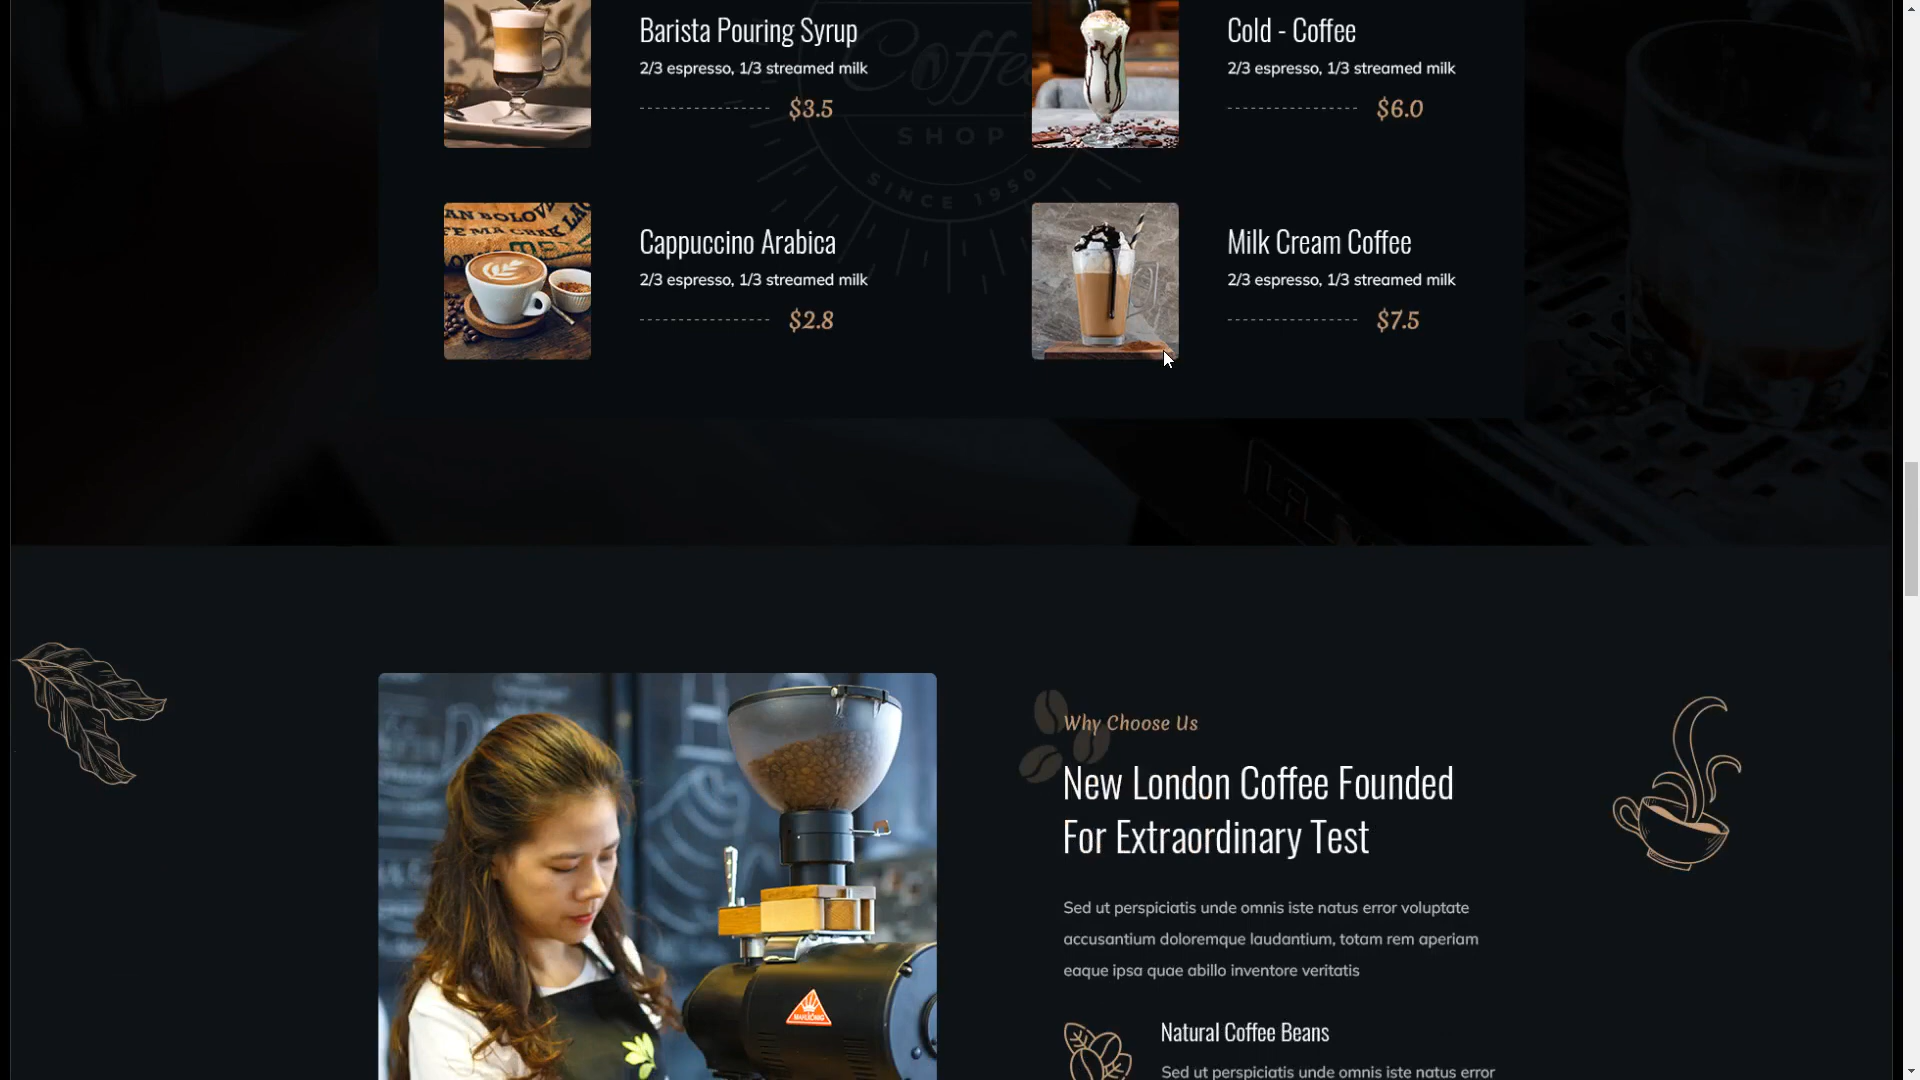 Barista Pouring Syrup
2/3 espresso, 1/3 streamed milk
$3.5
Cold - Coffee
2/3 espresso, 1/3 streamed milk
$6.0
Coffee
SHOP
SINCE 1950
Cappuccino Arabica
2/3 espresso, 1/3 streamed milk
$2.8
Milk Cream Coffee
2/3 espresso, 1/3 streamed milk
$7.5
Why Choose Us
New London Coffee Founded
For Extraordinary Test
Sed ut perspiciatis unde omnis iste natus error voluptate
accusantium doloremque laudantium, totam rem aperiam
eaque ipsa quae abillo inventore veritatis
Natural Coffee Beans
Sed ut perspiciatis unde omnis iste natus error